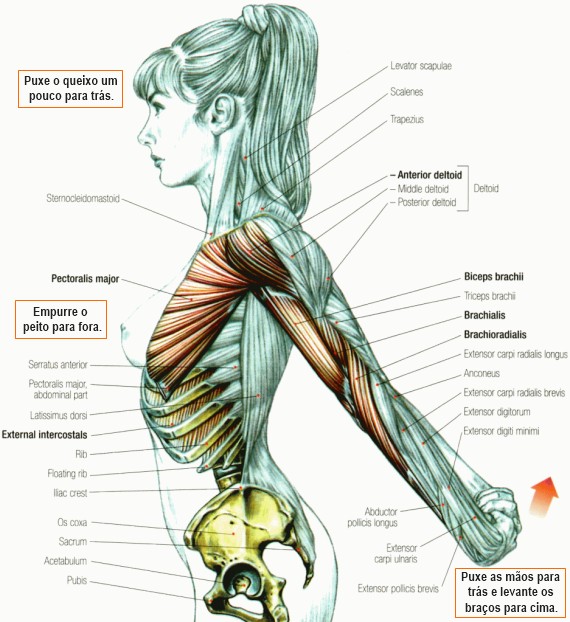 Puxe o queixo um
pouco para trás.
Levator scapulae
Scalenes
Trapezius
– Anterior deltoid
– Middle deltoid
– Posterior deltoid
Deltoid
Sternocleidomastoid
Pectoralis major
Empurre o
peito para fora.
Serratus anterior
Pectoralis major,
abdominal part
Latissimus dorsi
External intercostals
Rib
Floating rib
Iliac crest
Os coxa
Sacrum
Acetabulum
Pubis
Biceps brachii
Triceps brachii
Brachialis
Brachioradialis
Extensor carpi radialis longus
Anconeus
Extensor carpi radialis brevis
Extensor digitorum
Extensor digiti minimi
Abductor
pollicis longus
Extensor
carpi ulnaris
Extensor pollicis brevis
Puxe as mãos para
trás e levante os
braços para cima.